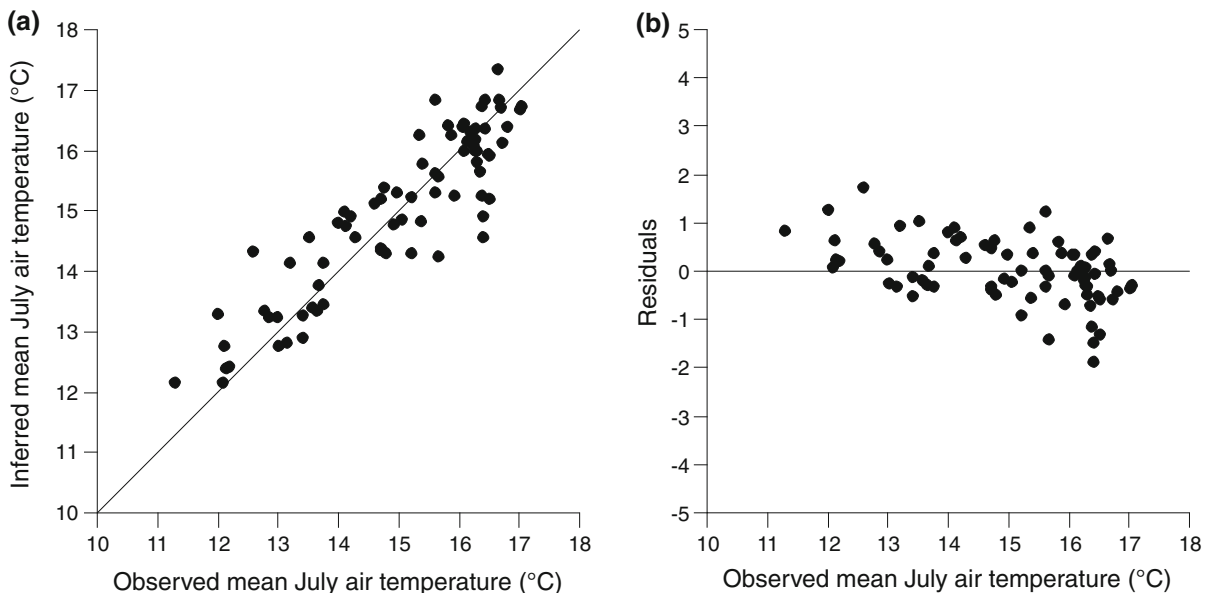 (a)
18
17
16
15
14
13
12
11
10
Inferred mean July air temperature (°C)
10 11 12 13 14 15 16 17 18
Observed mean July air temperature (°C)
(b)
5
4
3
2
1
0
-1
-2
-3
-4
-5
Residuals
10 11 12 13 14 15 16 17 18
Observed mean July air temperature (°C)